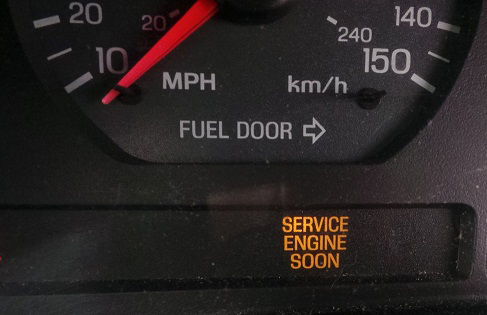 20 20 140
240
10 150
MPH km/h
FUEL DOOR
SERVICE
ENGINE
SOON